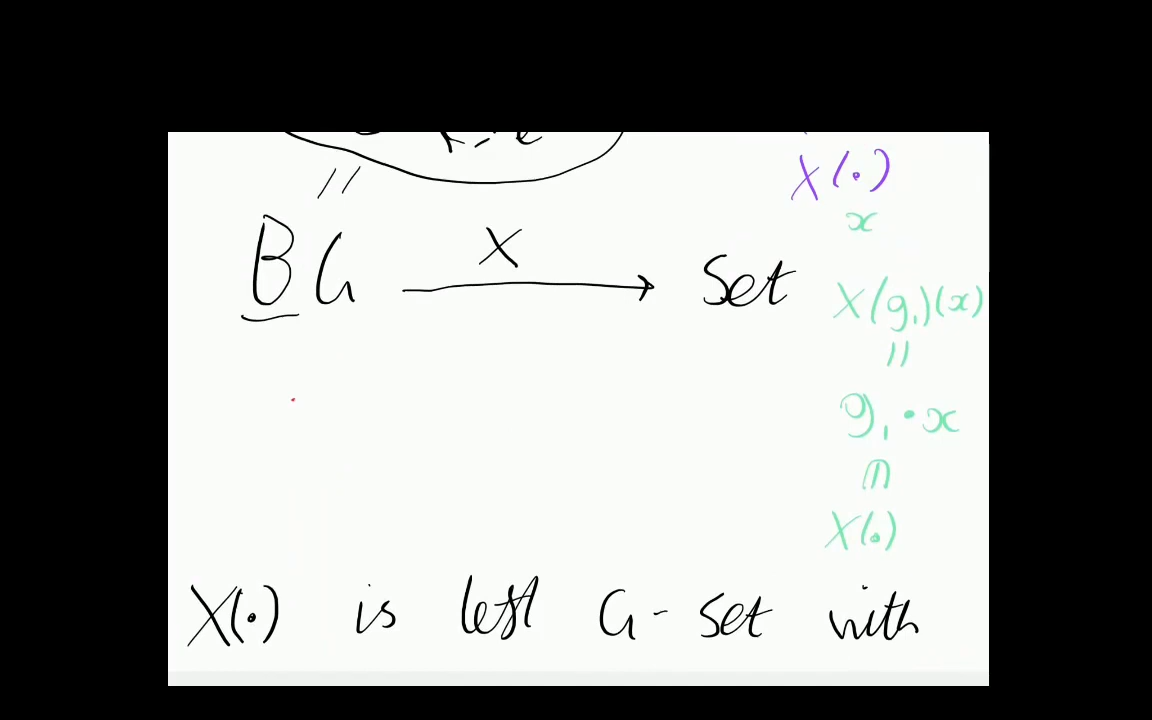 X(·)
x
BG X → Set
X(g₁)(x)
=
g₁ · x
∈
X(·)
X(·) is left G-set with